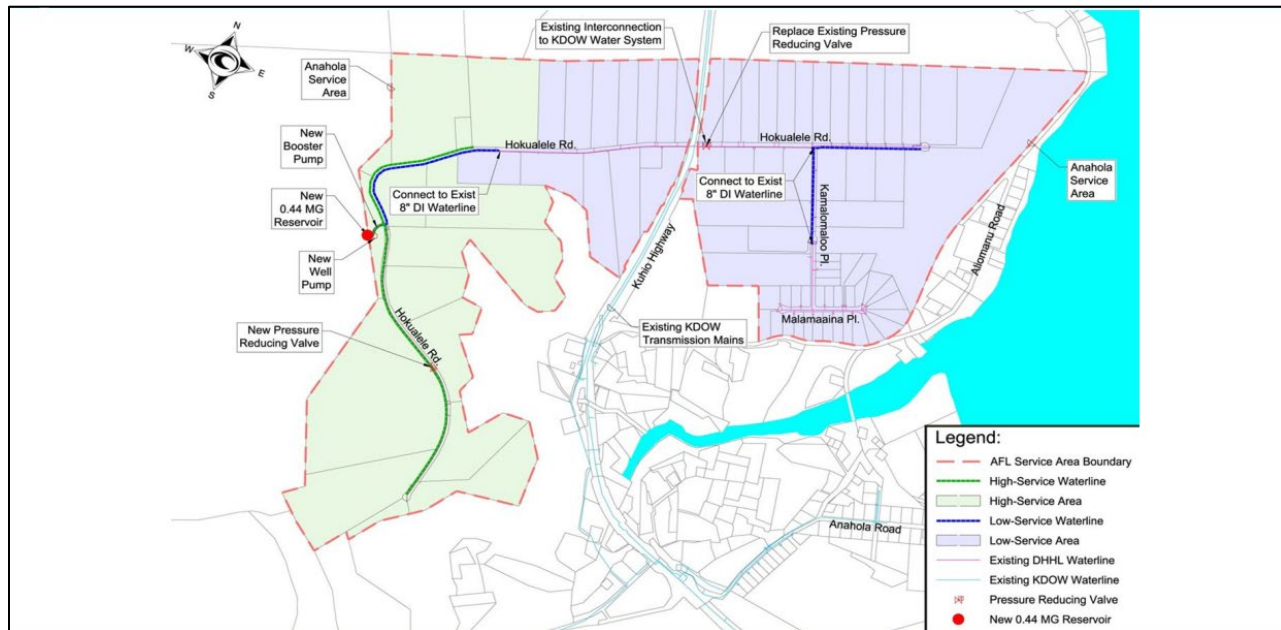 N
W
E
S
Anahola
Service
Area
Existing Interconnection
to KDOW Water System
Replace Existing Pressure
Reducing Valve
New
Booster
Pump
Hokualele Rd.
Hokualele Rd.
Connect to Exist
8" DI Waterline
Connect to Exist
8" DI Waterline
Anahola
Service
Area
New
0.44 MG
Reservoir
New
Well
Pump
Kamalomaloo Pl.
Kuhio Highway
Aliomanu Road
New Pressure
Reducing Valve
Hokualele Rd.
Existing KDOW
Transmission Mains
Malamaaina Pl.
Anahola Road
Legend:
AFL Service Area Boundary
High-Service Waterline
High-Service Area
Low-Service Waterline
Low-Service Area
Existing DHHL Waterline
Existing KDOW Waterline
Pressure Reducing Valve
New 0.44 MG Reservoir